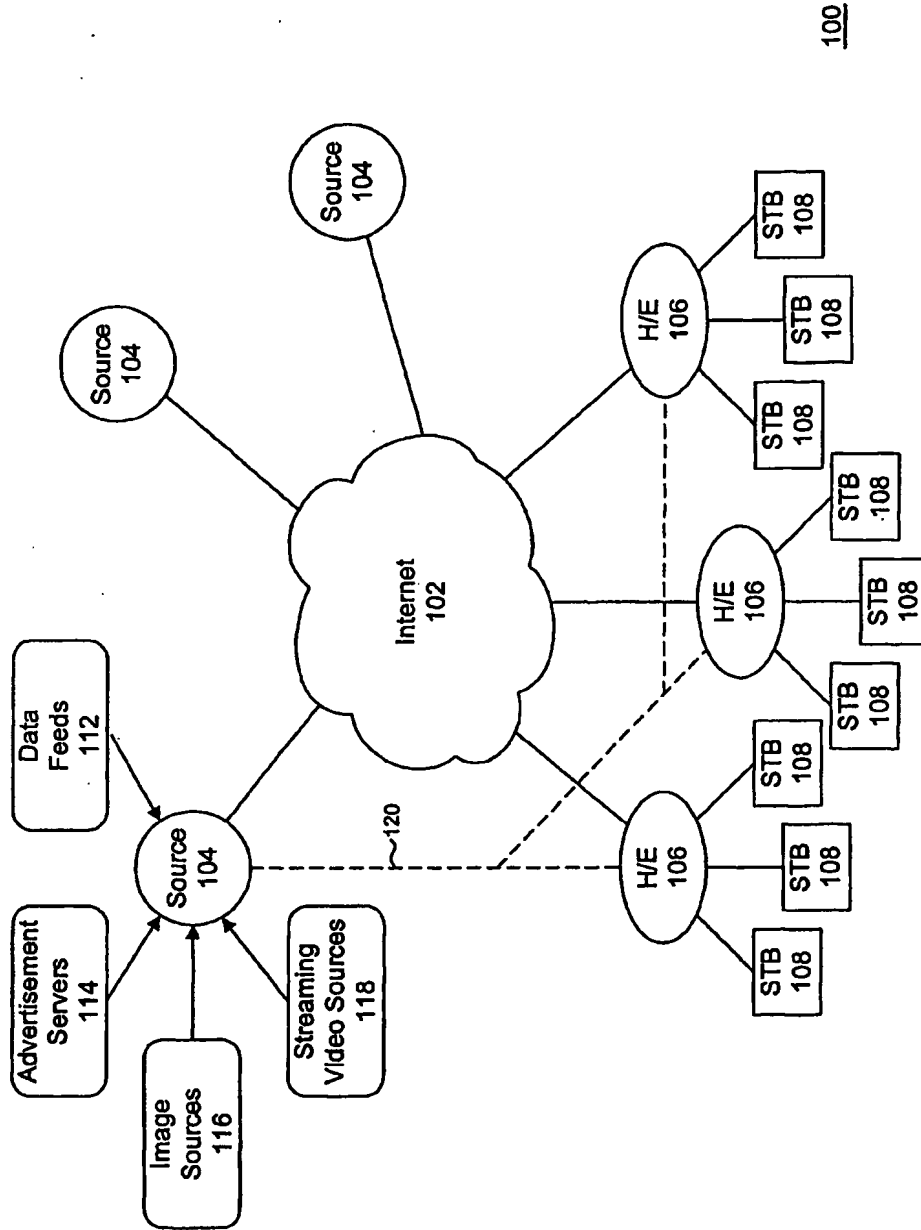 Data
Feeds
112
Advertisement
Servers
114
Image
Sources
116
Streaming
Video Sources
118
Source
104
Source
104
Source
104
Internet
102
120
H/E
106
H/E
106
H/E
106
STB
108
STB
108
STB
108
STB
108
STB
108
STB
108
STB
108
STB
108
STB
108
100